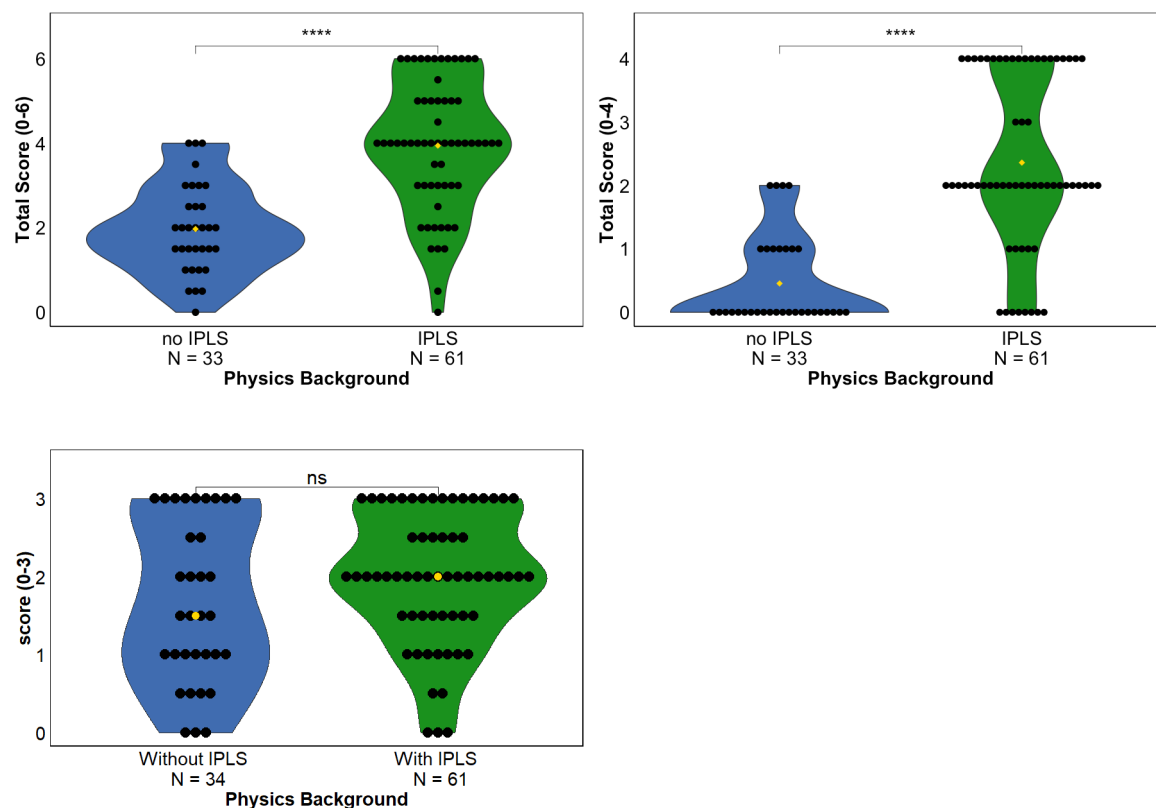 ****
Total Score (0-6)
6
4
2
0
no IPLS
N = 33
IPLS
N = 61
Physics Background
****
Total Score (0-4)
4
3
2
1
0
no IPLS
N = 33
IPLS
N = 61
Physics Background
ns
score (0-3)
3
2
1
0
Without IPLS
N = 34
With IPLS
N = 61
Physics Background